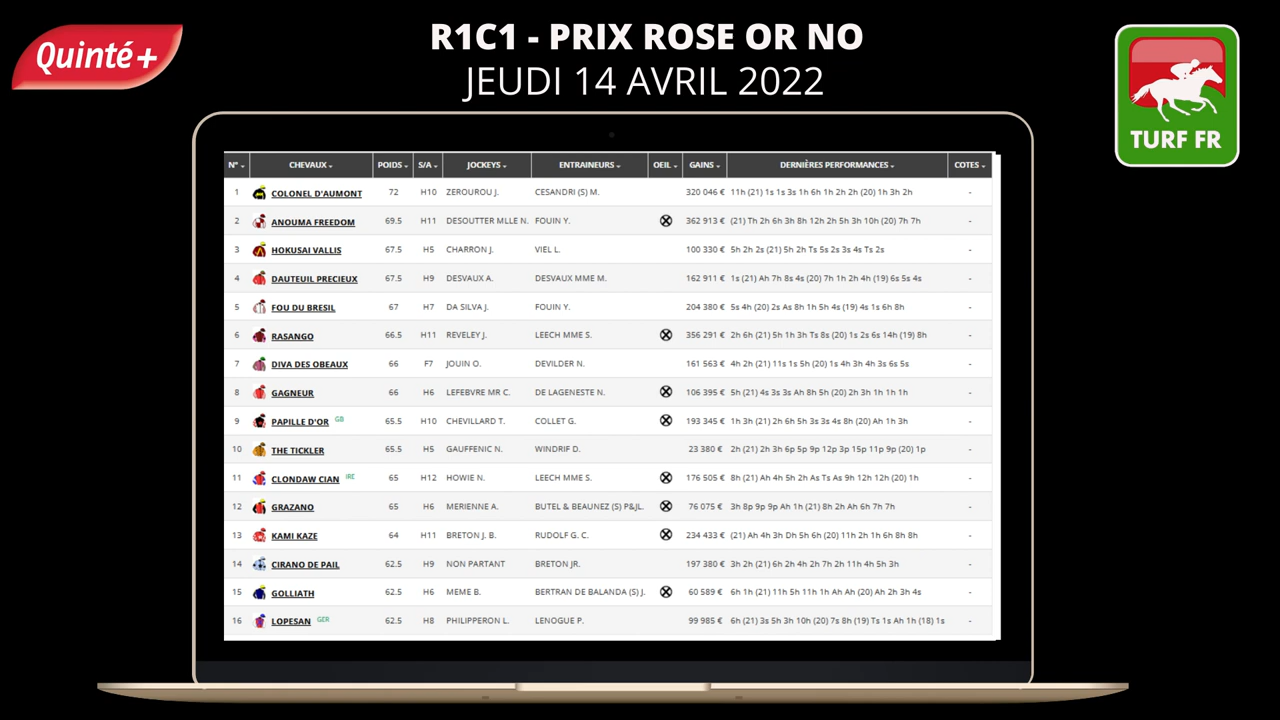 Quinté+
R1C1 - PRIX ROSE OR NO
JEUDI 14 AVRIL 2022
TURF FR
N° CHEVAUX POIDS S/A JOCKEYS ENTRAINEURS OEIL GAINS DERNIÈRES PERFORMANCES COTES
1 COLONEL D'AUMONT 72 H10 ZEROUROU J. CESANDRI (S) M. 320 046 € 11h (21) 1s 1s 3s 1h 6h 1h 2h 2h (20) 1h 3h 2h -
2 ANOUMA FREEDOM 69.5 H11 DESOUTTER MLLE N. FOUIN Y. 362 913 € (21) Th 2h 6h 3h 8h 12h 2h 5h 3h 10h (20) 7h 7h -
3 HOKUSAI VALLIS 67.5 H5 CHARRON J. VIEL L. 100 330 € 5h 2h 2s (21) 5h 2h Ts 5s 2s 3s 4s Ts 2s -
4 DAUTEUIL PRECIEUX 67.5 H9 DESVAUX A. DESVAUX MME M. 162 911 € 1s (21) Ah 7h 8s 4s (20) 7h 1h 2h 4h (19) 6s 5s 4s -
5 FOU DU BRESIL 67 H7 DA SILVA J. FOUIN Y. 204 380 € 5s 4h (20) 2s As 8h 1h 5h 4s (19) 4s 1s 6h 8h -
6 RASANGO 66.5 H11 REVELEY J. LEECH MME S. 356 291 € 2h 6h (21) 5h 1h 3h Ts 8s (20) 1s 2s 6s 14h (19) 8h -
7 DIVA DES OBEAUX 66 F7 JOUIN O. DEVILDER N. 161 563 € 4h 2h (21) 11s 1s 5h (20) 1s 4h 3h 4h 3s 6s 5s -
8 GAGNEUR 66 H6 LEFEBVRE MR C. DE LAGENESTE N. 106 395 € 5h (21) 4s 3s 3s Ah 8h 5h (20) 2h 3h 1h 1h 1h -
9 PAPILLE D'OR GB 65.5 H10 CHEVILLARD T. COLLET G. 193 345 € 1h 3h (21) 2h 6h 5h 3s 3s 4s 8h (20) Ah 1h 3h -
10 THE TICKLER 65.5 H5 GAUFFENIC N. WINDRIF D. 23 380 € 2h (21) 2h 3h 6p 5p 9p 12p 3p 15p 11p 9p (20) 1p -
11 CLONDAW CIAN IRE 65 H12 HOWIE N. LEECH MME S. 176 505 € 8h (21) Ah 4h 5h 2h As Ts As 9h 12h 12h (20) 1h -
12 GRAZANO 65 H6 MERIENNE A. BUTEL & BEAUNEZ (S) P&JL. 76 075 € 3h 8p 9p 9p Ah 1h (21) 8h 2h Ah 6h 7h 7h -
13 KAMI KAZE 64 H11 BRETON J. B. RUDOLF G. C. 234 433 € (21) Ah 4h 3h Dh 5h 6h (20) 11h 2h 1h 6h 8h 8h -
14 CIRANO DE PAIL 62.5 H9 NON PARTANT BRETON JR. 197 380 € 3h 2h (21) 6h 2h 4h 2h 7h 2h 11h 4h 5h 3h -
15 GOLLIATH 62.5 H6 MEME B. BERTRAN DE BALANDA (S) J. 60 589 € 6h 1h (21) 11h 5h 11h 1h Ah Ah (20) Ah 2h 3h 4s -
16 LOPESAN GER 62.5 H8 PHILIPPERON L. LENOGUE P. 99 985 € 6h (21) 3s 5h 3h 10h (20) 7s 8h (19) Ts 1s Ah 1h (18) 1s -